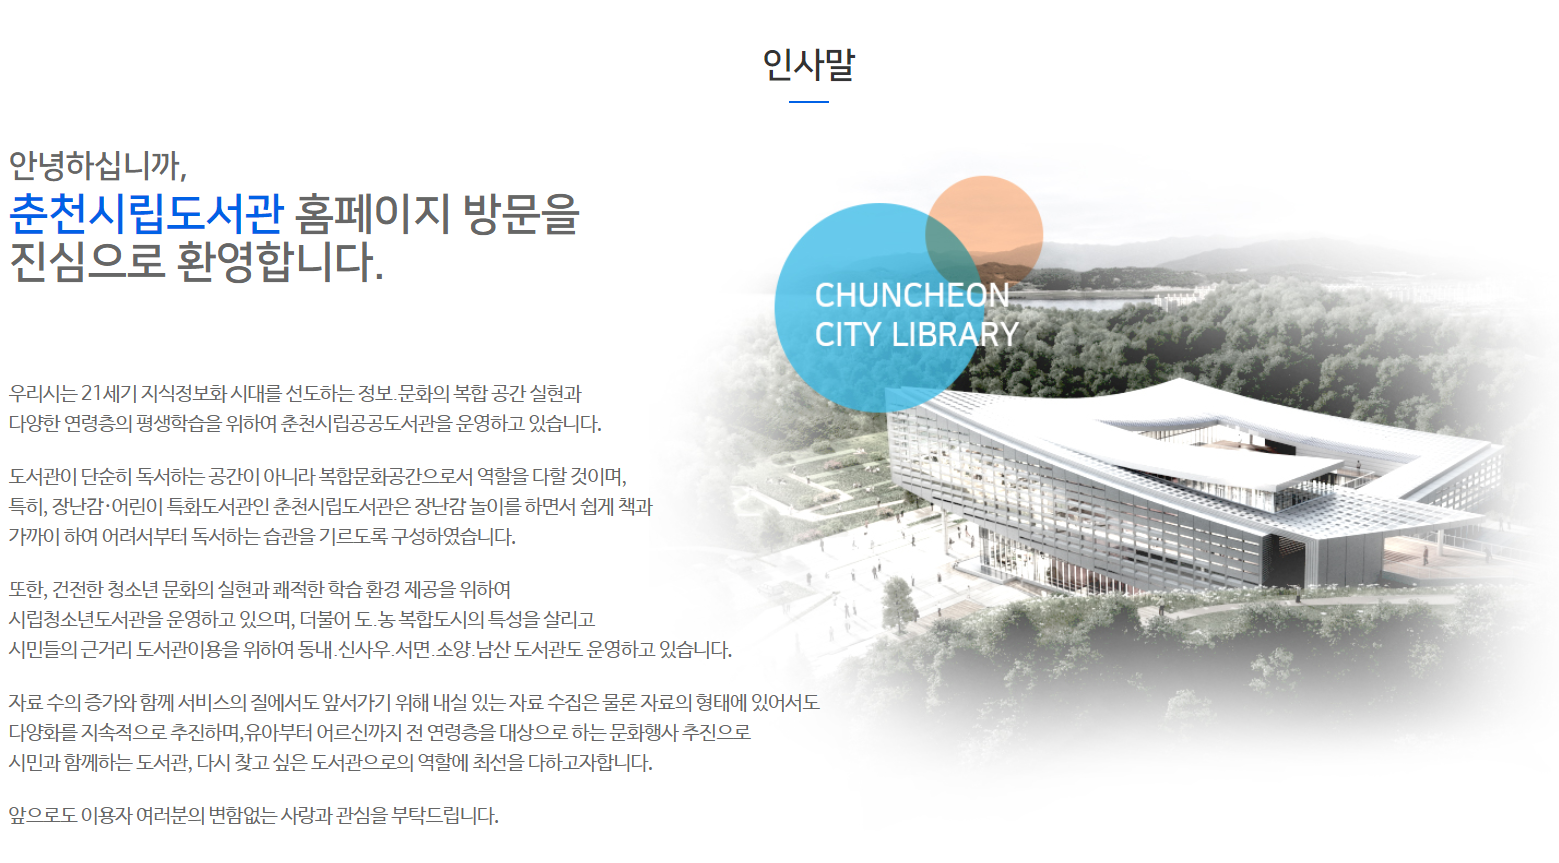 인사말
안녕하십니까,
춘천시립도서관 홈페이지 방문을
진심으로 환영합니다.
CHUNCHEON
CITY LIBRARY
우리시는 21세기 지식정보화 시대를 선도하는 정보.문화의 복합 공간 실현과
다양한 연령층의 평생학습을 위하여 춘천시립공공도서관을 운영하고 있습니다.
도서관이 단순히 독서하는 공간이 아니라 복합문화공간으로서 역할을 다할 것이며,
특히, 장난감·어린이 특화도서관인 춘천시립도서관은 장난감 놀이를 하면서 쉽게 책과
가까이 하여 어려서부터 독서하는 습관을 기르도록 구성하였습니다.
또한, 건전한 청소년 문화의 실현과 쾌적한 학습 환경 제공을 위하여
시립청소년도서관을 운영하고 있으며, 더불어 도.농 복합도시의 특성을 살리고
시민들의 근거리 도서관이용을 위하여 동내.신사우.서면.소양.남산 도서관도 운영하고 있습니다.
자료 수의 증가와 함께 서비스의 질에서도 앞서가기 위해 내실 있는 자료 수집은 물론 자료의 형태에 있어서도
다양화를 지속적으로 추진하며,유아부터 어르신까지 전 연령층을 대상으로 하는 문화행사 추진으로
시민과 함께하는 도서관, 다시 찾고 싶은 도서관으로의 역할에 최선을 다하고자합니다.
앞으로도 이용자 여러분의 변함없는 사랑과 관심을 부탁드립니다.